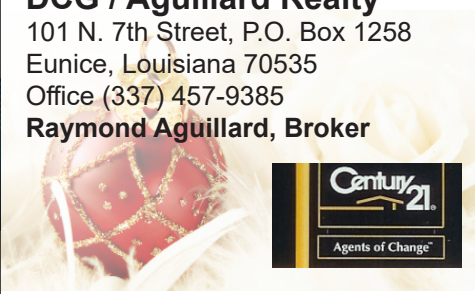 DCG / Aguillard Realty
101 N. 7th Street, P.O. Box 1258
Eunice, Louisiana 70535
Office (337) 457-9385
Raymond Aguillard, Broker
Century 21®
Agents of Change℠